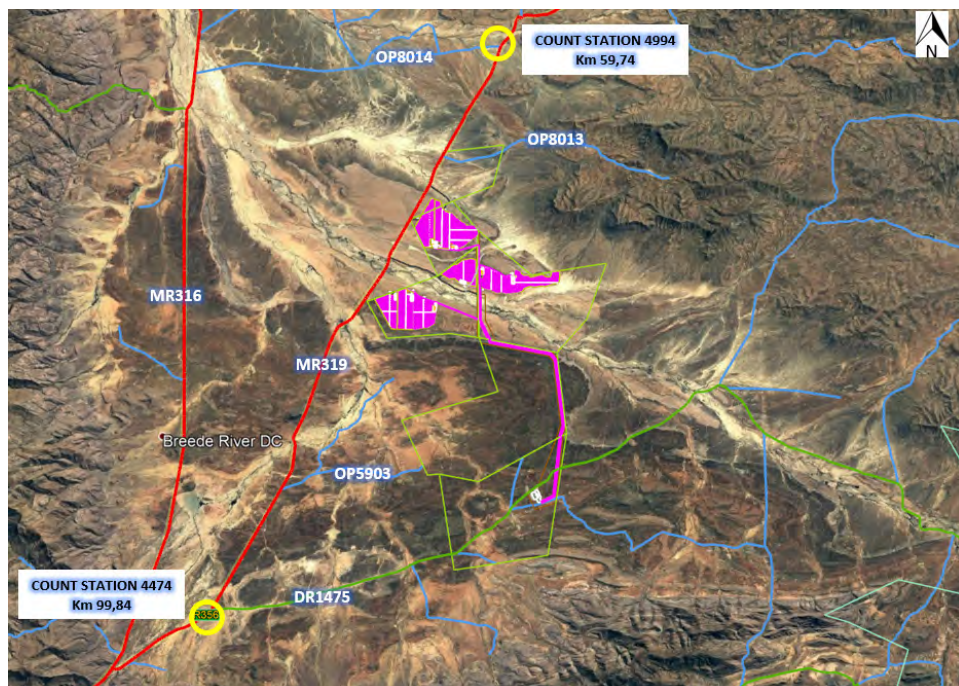 COUNT STATION 4994
Km 59,74
N
OP8014
OP8013
MR316
MR319
Breede River DC
OP5903
COUNT STATION 4474
Km 99,84
DR1475
R356